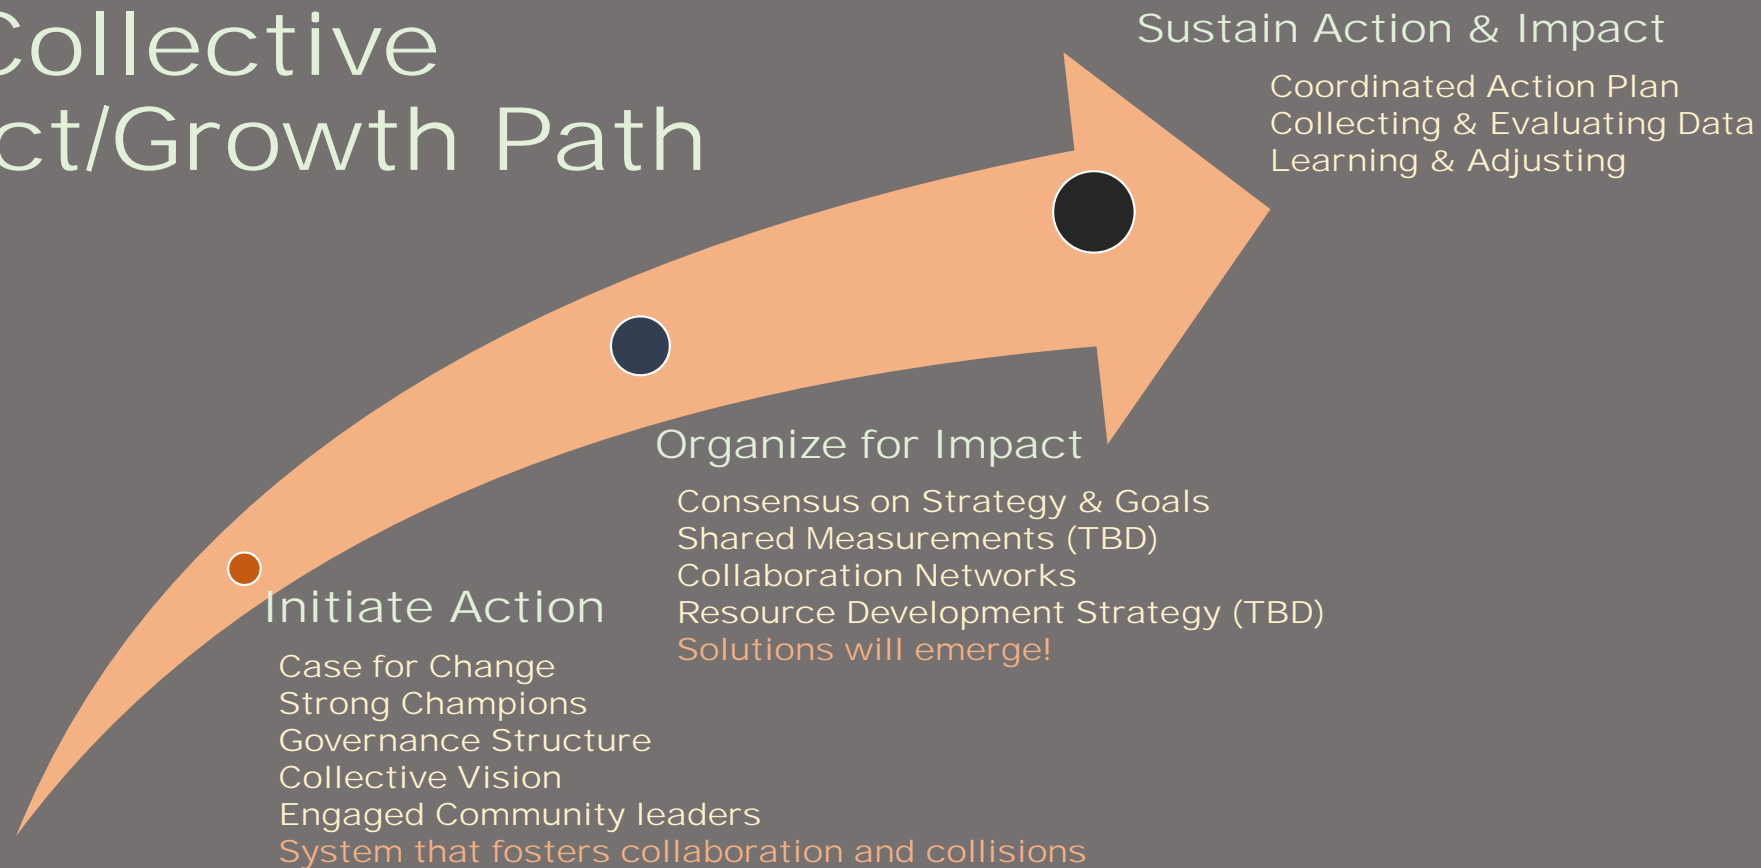 Collective
ct/Growth Path
Sustain Action & Impact
Coordinated Action Plan
Collecting & Evaluating Data
Learning & Adjusting
Organize for Impact
Consensus on Strategy & Goals
Shared Measurements (TBD)
Collaboration Networks
Resource Development Strategy (TBD)
Solutions will emerge!
Initiate Action
Case for Change
Strong Champions
Governance Structure
Collective Vision
Engaged Community leaders
System that fosters collaboration and collisions